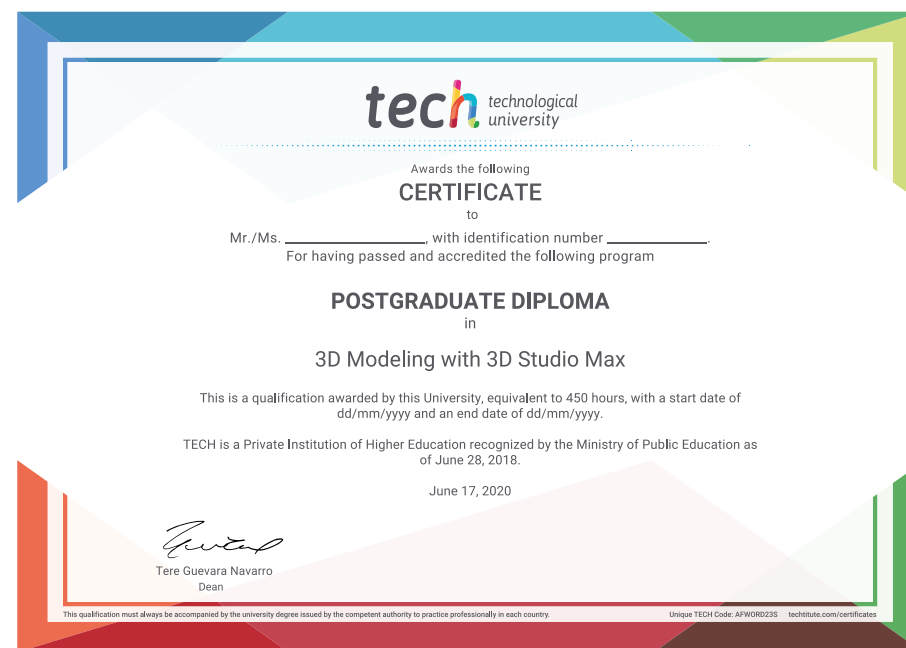 tech technological
university
Awards the following
CERTIFICATE
to
Mr./Ms. ____________________, with identification number ______________.
For having passed and accredited the following program
POSTGRADUATE DIPLOMA
in
3D Modeling with 3D Studio Max
This is a qualification awarded by this University, equivalent to 450 hours, with a start date of
dd/mm/yyyy and an end date of dd/mm/yyyy.
TECH is a Private Institution of Higher Education recognized by the Ministry of Public Education as
of June 28, 2018.
June 17, 2020
Tere Guevara Navarro
Dean
This qualification must always be accompanied by the university degree issued by the competent authority to practice professionally in each country.
Unique TECH Code: AFWORD23S techtitute.com/certificates